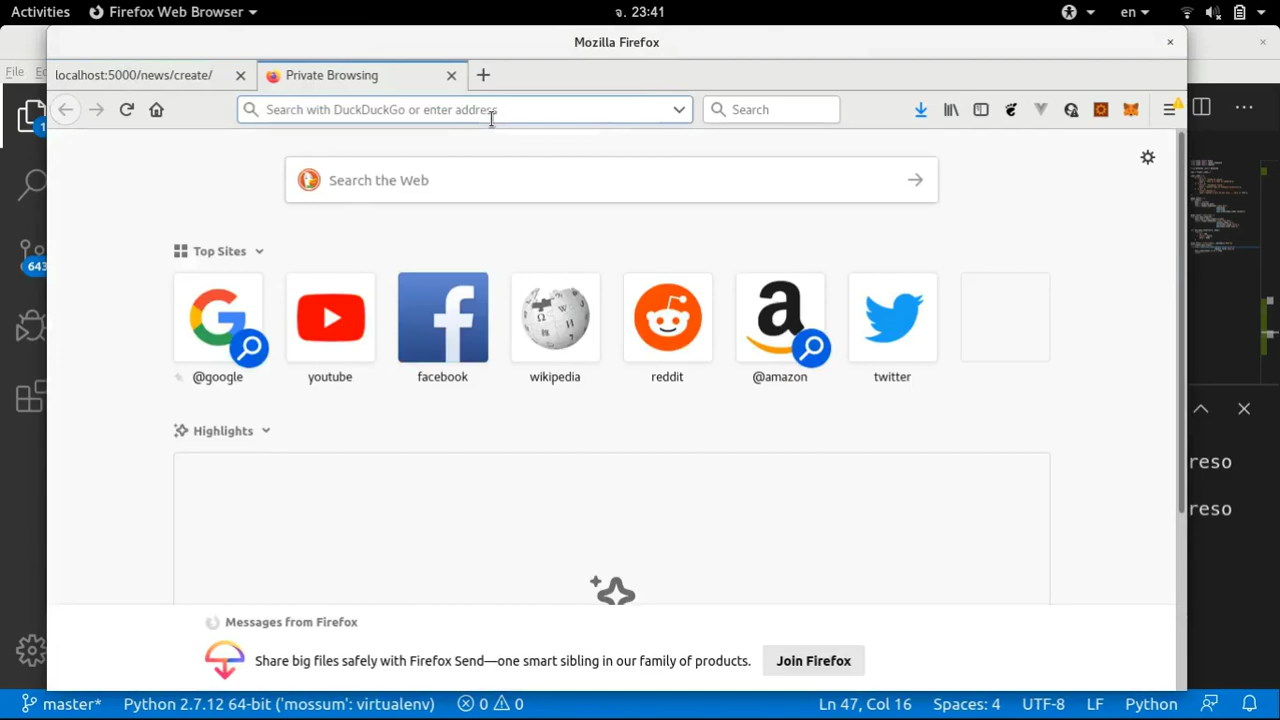 Activities Firefox Web Browser จ. 23:41 en
Mozilla Firefox
File
localhost:5000/news/create/ Private Browsing
Search with DuckDuckGo or enter address Search
1
Search the Web
Top Sites
643
@google youtube facebook wikipedia reddit @amazon twitter
Highlights
reso
reso
Messages from Firefox
Share big files safely with Firefox Send—one smart sibling in our family of products. Join Firefox
master* Python 2.7.12 64-bit ('mossum': virtualenv) 0 0 Ln 47, Col 16 Spaces: 4 UTF-8 LF Python